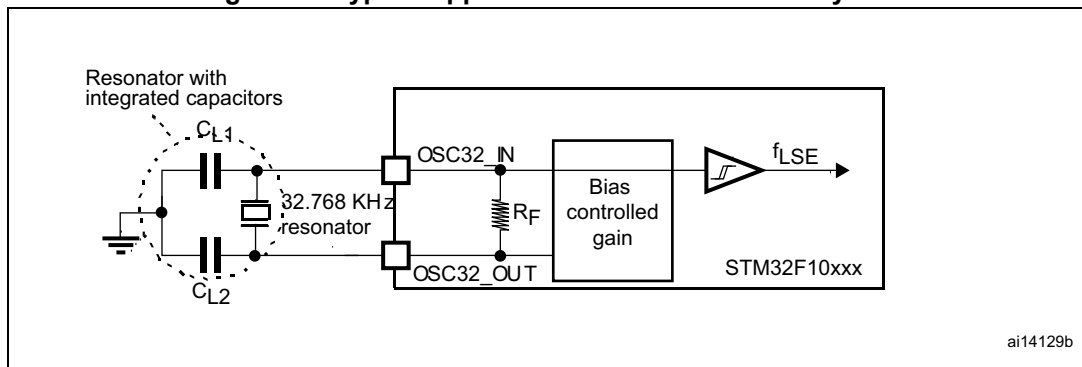 Resonator with
integrated capacitors
CL1
OSC32_IN
fLSE
32.768 KHz
resonator
RF
Bias
controlled
gain
OSC32_OUT
STM32F10xxx
CL2
ai14129b